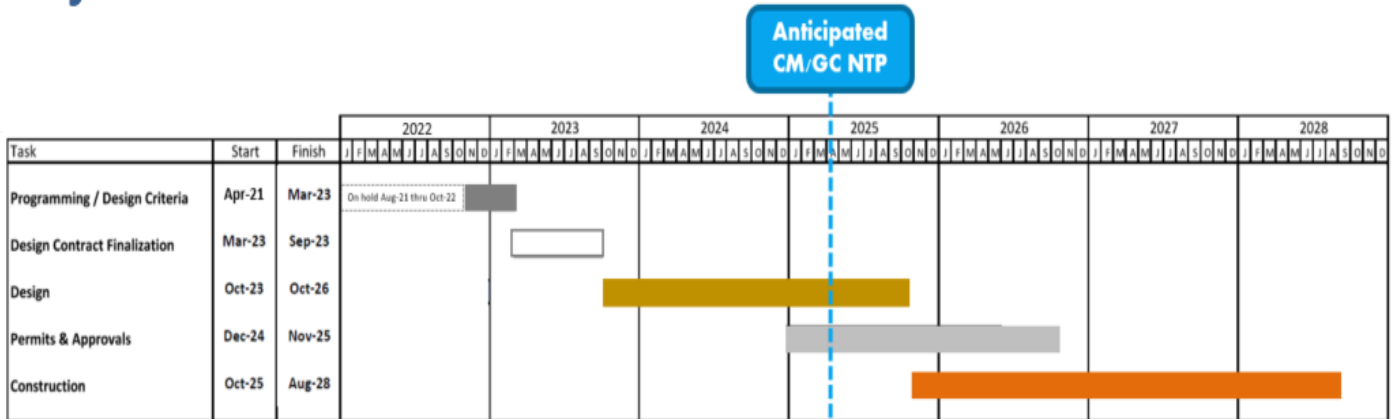 Anticipated
CM/GC NTP
2022 2023 2024 2025 2026 2027 2028
Task Start Finish J F M A M J J A S O N D J F M A M J J A S O N D J F M A M J J A S O N D J F M A M J J A S O N D J F M A M J J A S O N D J F M A M J J A S O N D J F M A M J J A S O N D
Programming / Design Criteria Apr-21 Mar-23 On hold Aug-21 thru Oct-22
Design Contract Finalization Mar-23 Sep-23
Design Oct-23 Oct-26
Permits & Approvals Dec-24 Nov-25
Construction Oct-25 Aug-28